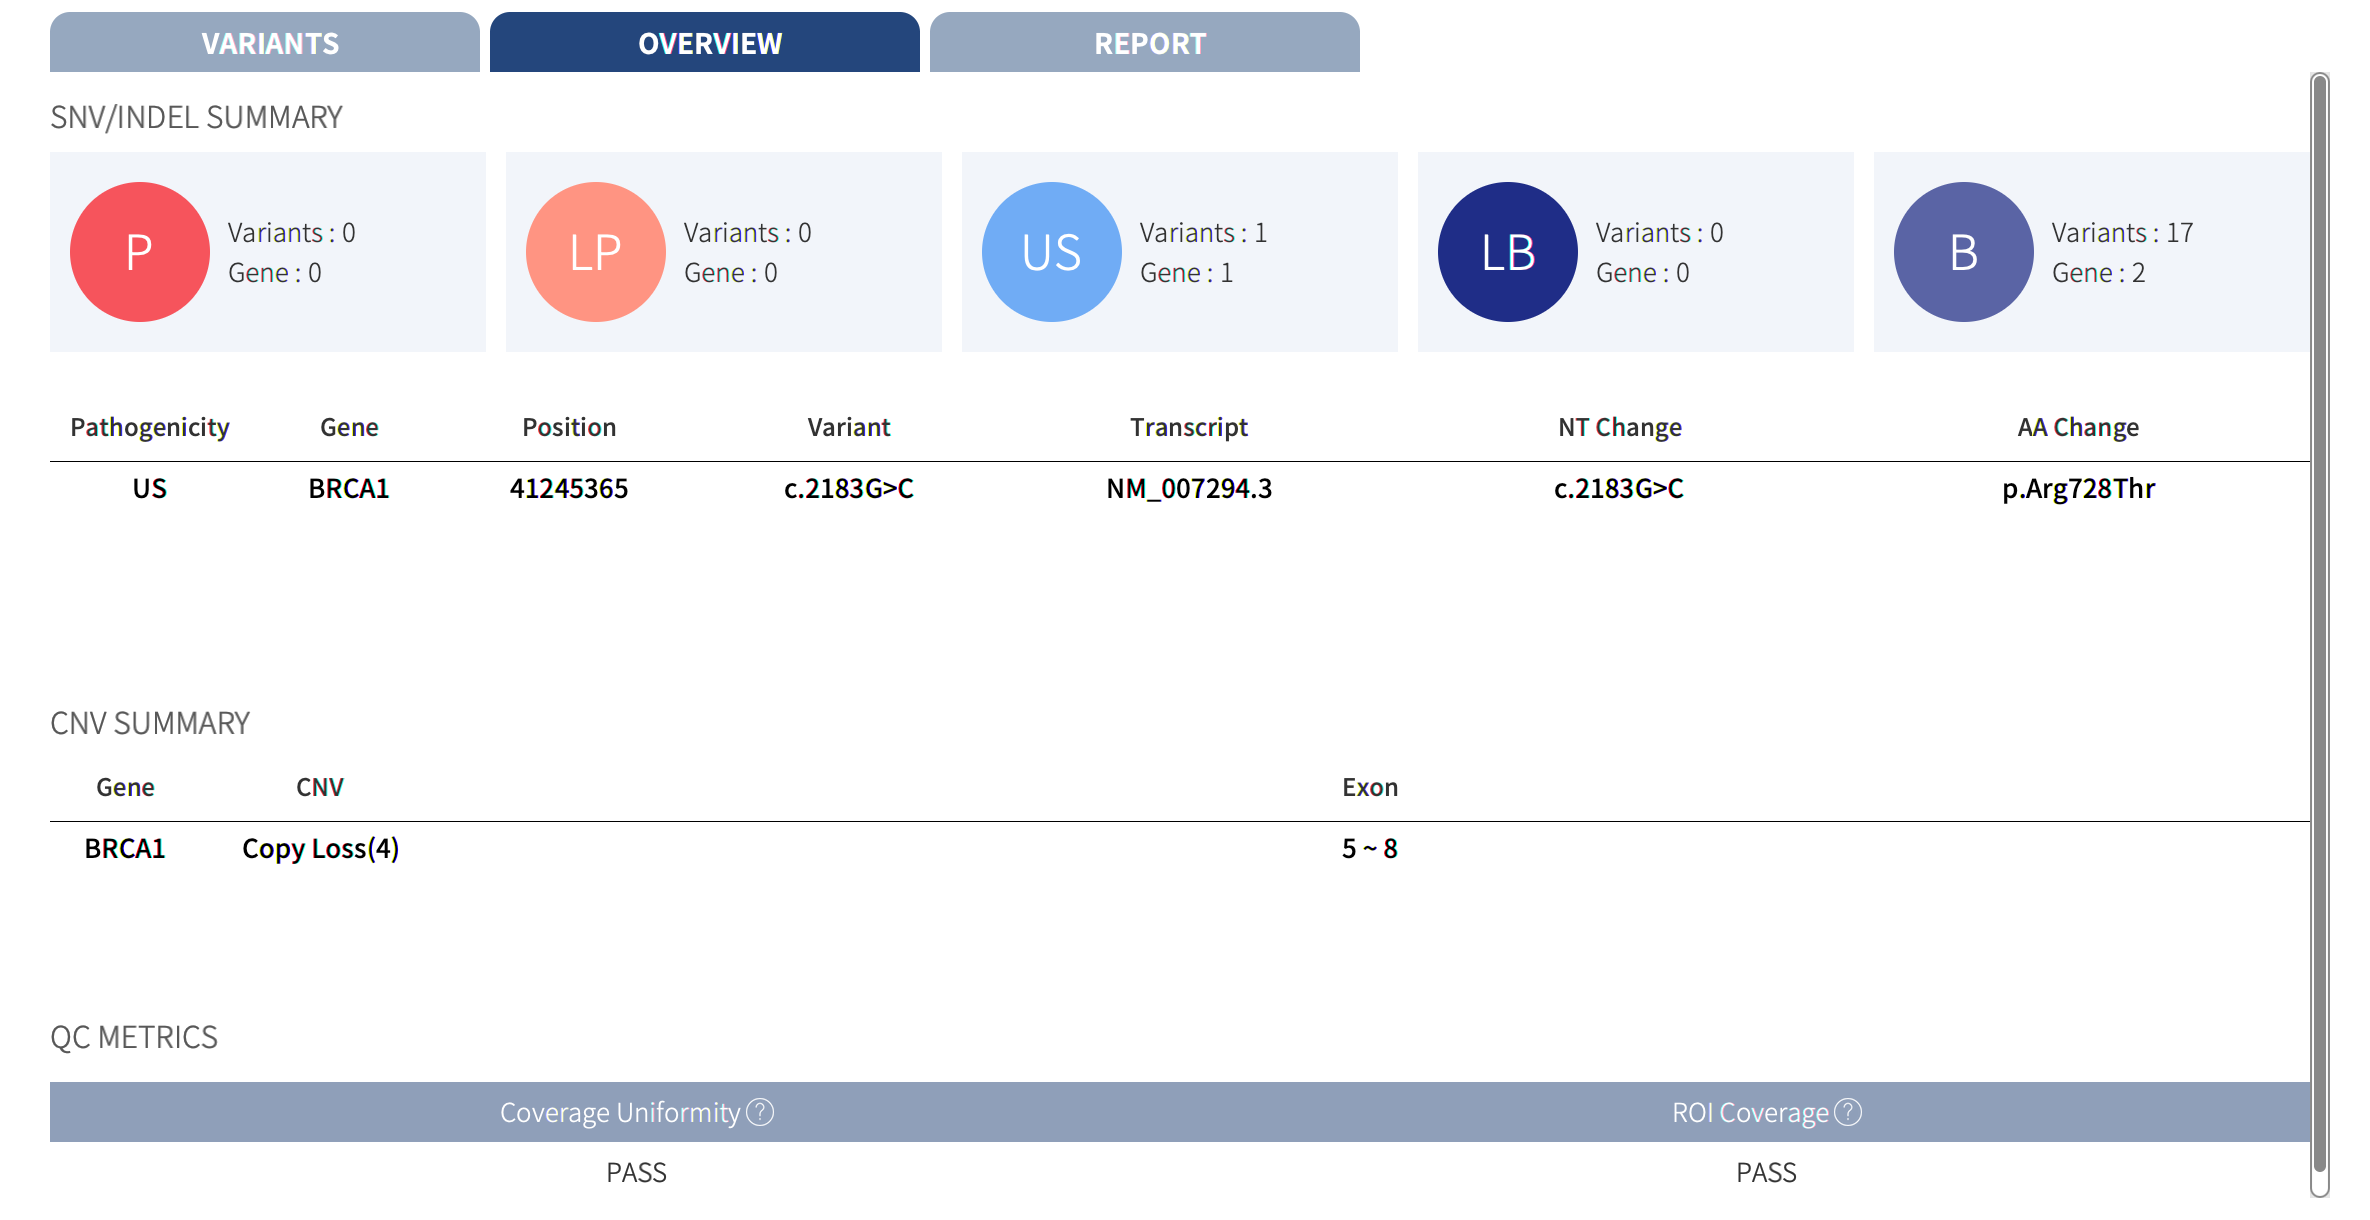 VARIANTS OVERVIEW REPORT
SNV/INDEL SUMMARY
P Variants : 0 Gene : 0
LP Variants : 0 Gene : 0
US Variants : 1 Gene : 1
LB Variants : 0 Gene : 0
B Variants : 17 Gene : 2
Pathogenicity Gene Position Variant Transcript NT Change AA Change
US BRCA1 41245365 c.2183G>C NM_007294.3 c.2183G>C p.Arg728Thr
CNV SUMMARY
Gene CNV Exon
BRCA1 Copy Loss(4) 5 ~ 8
QC METRICS
Coverage Uniformity ? ROI Coverage ?
PASS PASS